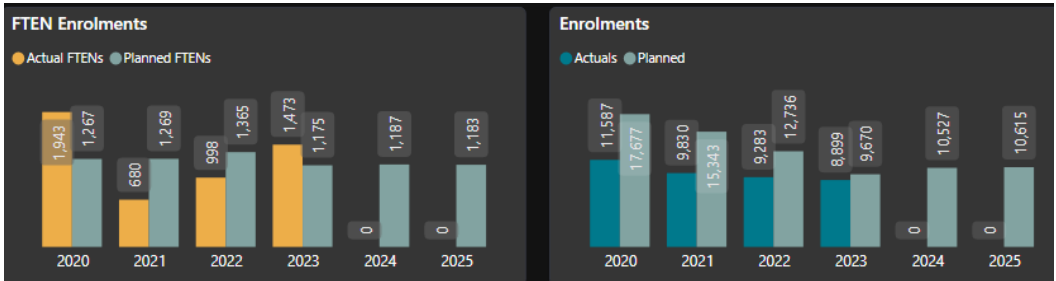 FTEN Enrolments
Actual FTENs Planned FTENs
1,943 1,267 680 1,269 998 1,365 1,473 1,175 0 1,187 0 1,183
2020 2021 2022 2023 2024 2025
Enrolments
Actuals Planned
11,587 17,677 9,830 15,343 9,283 12,736 8,899 9,670 0 10,527 0 10,615
2020 2021 2022 2023 2024 2025